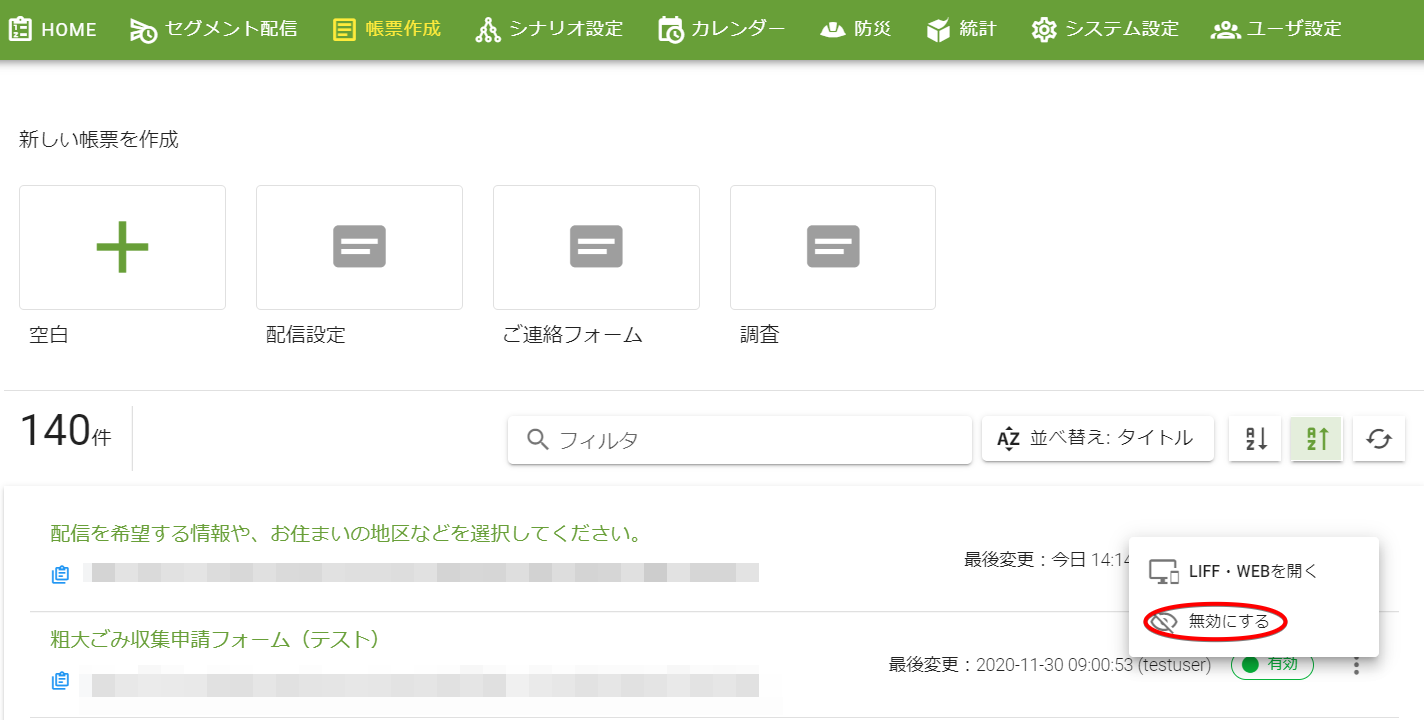 HOME セグメント配信 帳票作成 シナリオ設定 カレンダー 防災 統計 システム設定 ユーザ設定
新しい帳票を作成
空白 配信設定 ご連絡フォーム 調査
140件 フィルタ AZ 並べ替え: タイトル AZ AZ
配信を希望する情報や、お住まいの地区などを選択してください。
最後変更：今日 14:14
LIFF・WEBを開く
無効にする
粗大ごみ収集申請フォーム（テスト）
最後変更：2020-11-30 09:00:53 (testuser) 有効